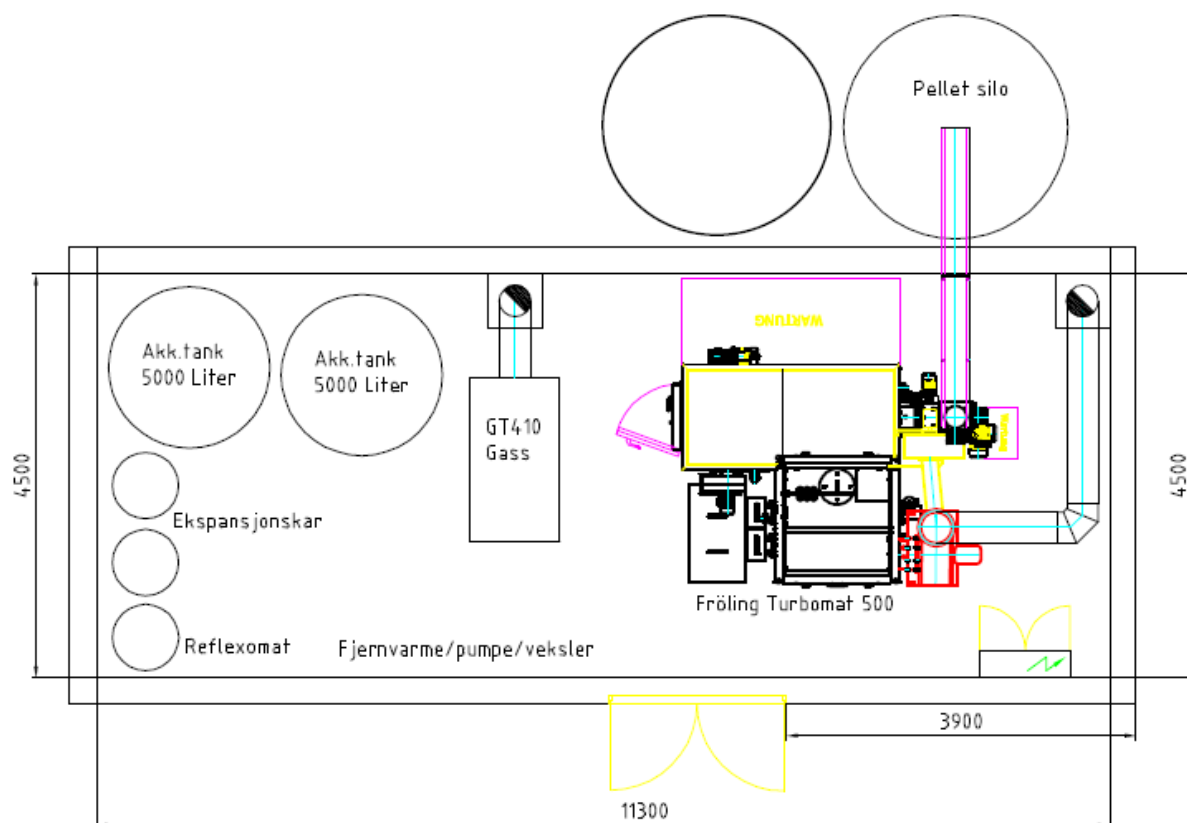 Pellet silo
WARTUNG
Akk.tank
5000 Liter
Akk.tank
5000 Liter
GT410
Gass
WARTUNG
4500
4500
Ekspansjonskar
Fröling Turbomat 500
Reflexomat
Fjernvarme/pumpe/veksler
3900
11300